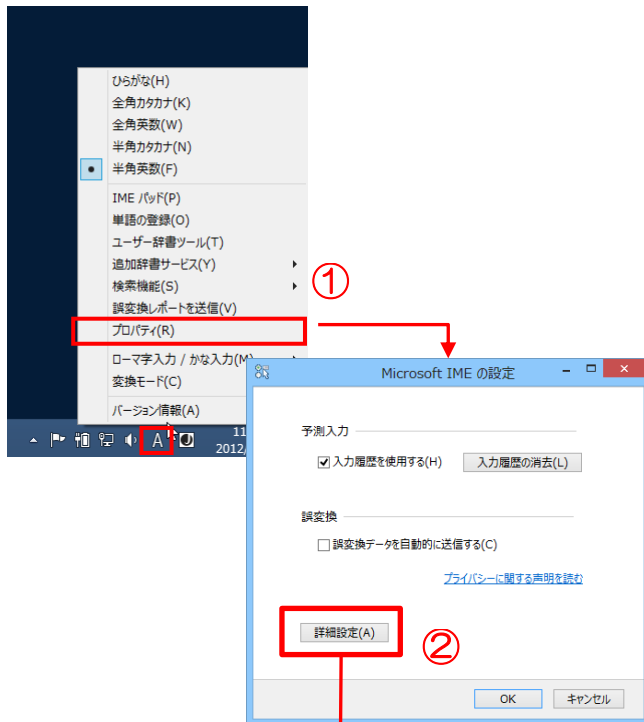 ひらがな(H)
全角カタカナ(K)
全角英数(W)
半角カタカナ(N)
半角英数(F)
IME パッド(P)
単語の登録(O)
ユーザー辞書ツール(T)
追加辞書サービス(Y)
検索機能(S)
誤変換レポートを送信(V)
プロパティ(R)
ローマ字入力 / かな入力(M)
変換モード(C)
バージョン情報(A)
A
11
2012/
①
Microsoft IME の設定
予測入力
入力履歴を使用する(H) 入力履歴の消去(L)
誤変換
誤変換データを自動的に送信する(C)
プライバシーに関する声明を読む
詳細設定(A)
②
OK キャンセル